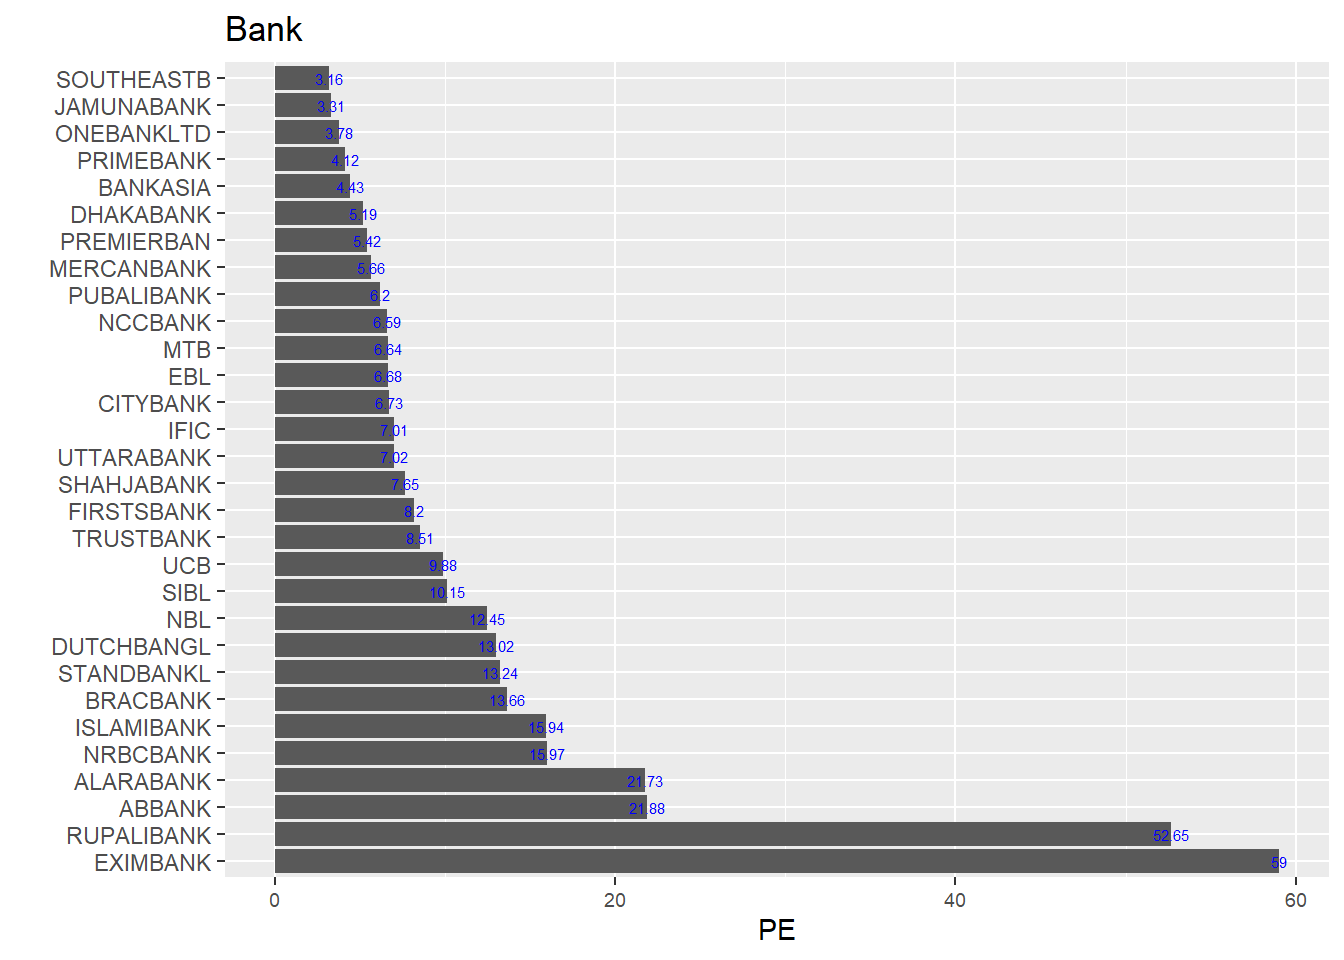 Bank
SOUTHEASTB 3.16
JAMUNABANK 3.31
ONEBANKLTD 3.78
PRIMEBANK 4.12
BANKASIA 4.43
DHAKABANK 5.19
PREMIERBAN 5.42
MERCANBANK 5.66
PUBALIBANK 6.2
NCCBANK 6.59
MTB 6.64
EBL 6.68
CITYBANK 6.73
IFIC 7.01
UTTARABANK 7.02
SHAHJABANK 7.65
FIRSTSBANK 8.2
TRUSTBANK 8.51
UCB 9.88
SIBL 10.15
NBL 12.45
DUTCHBANGL 13.02
STANDBANKL 13.24
BRACBANK 13.66
ISLAMIBANK 15.94
NRBCBANK 15.97
ALARABANK 21.73
ABBANK 21.88
RUPALIBANK 52.65
EXIMBANK 59
0 20 40 60
PE